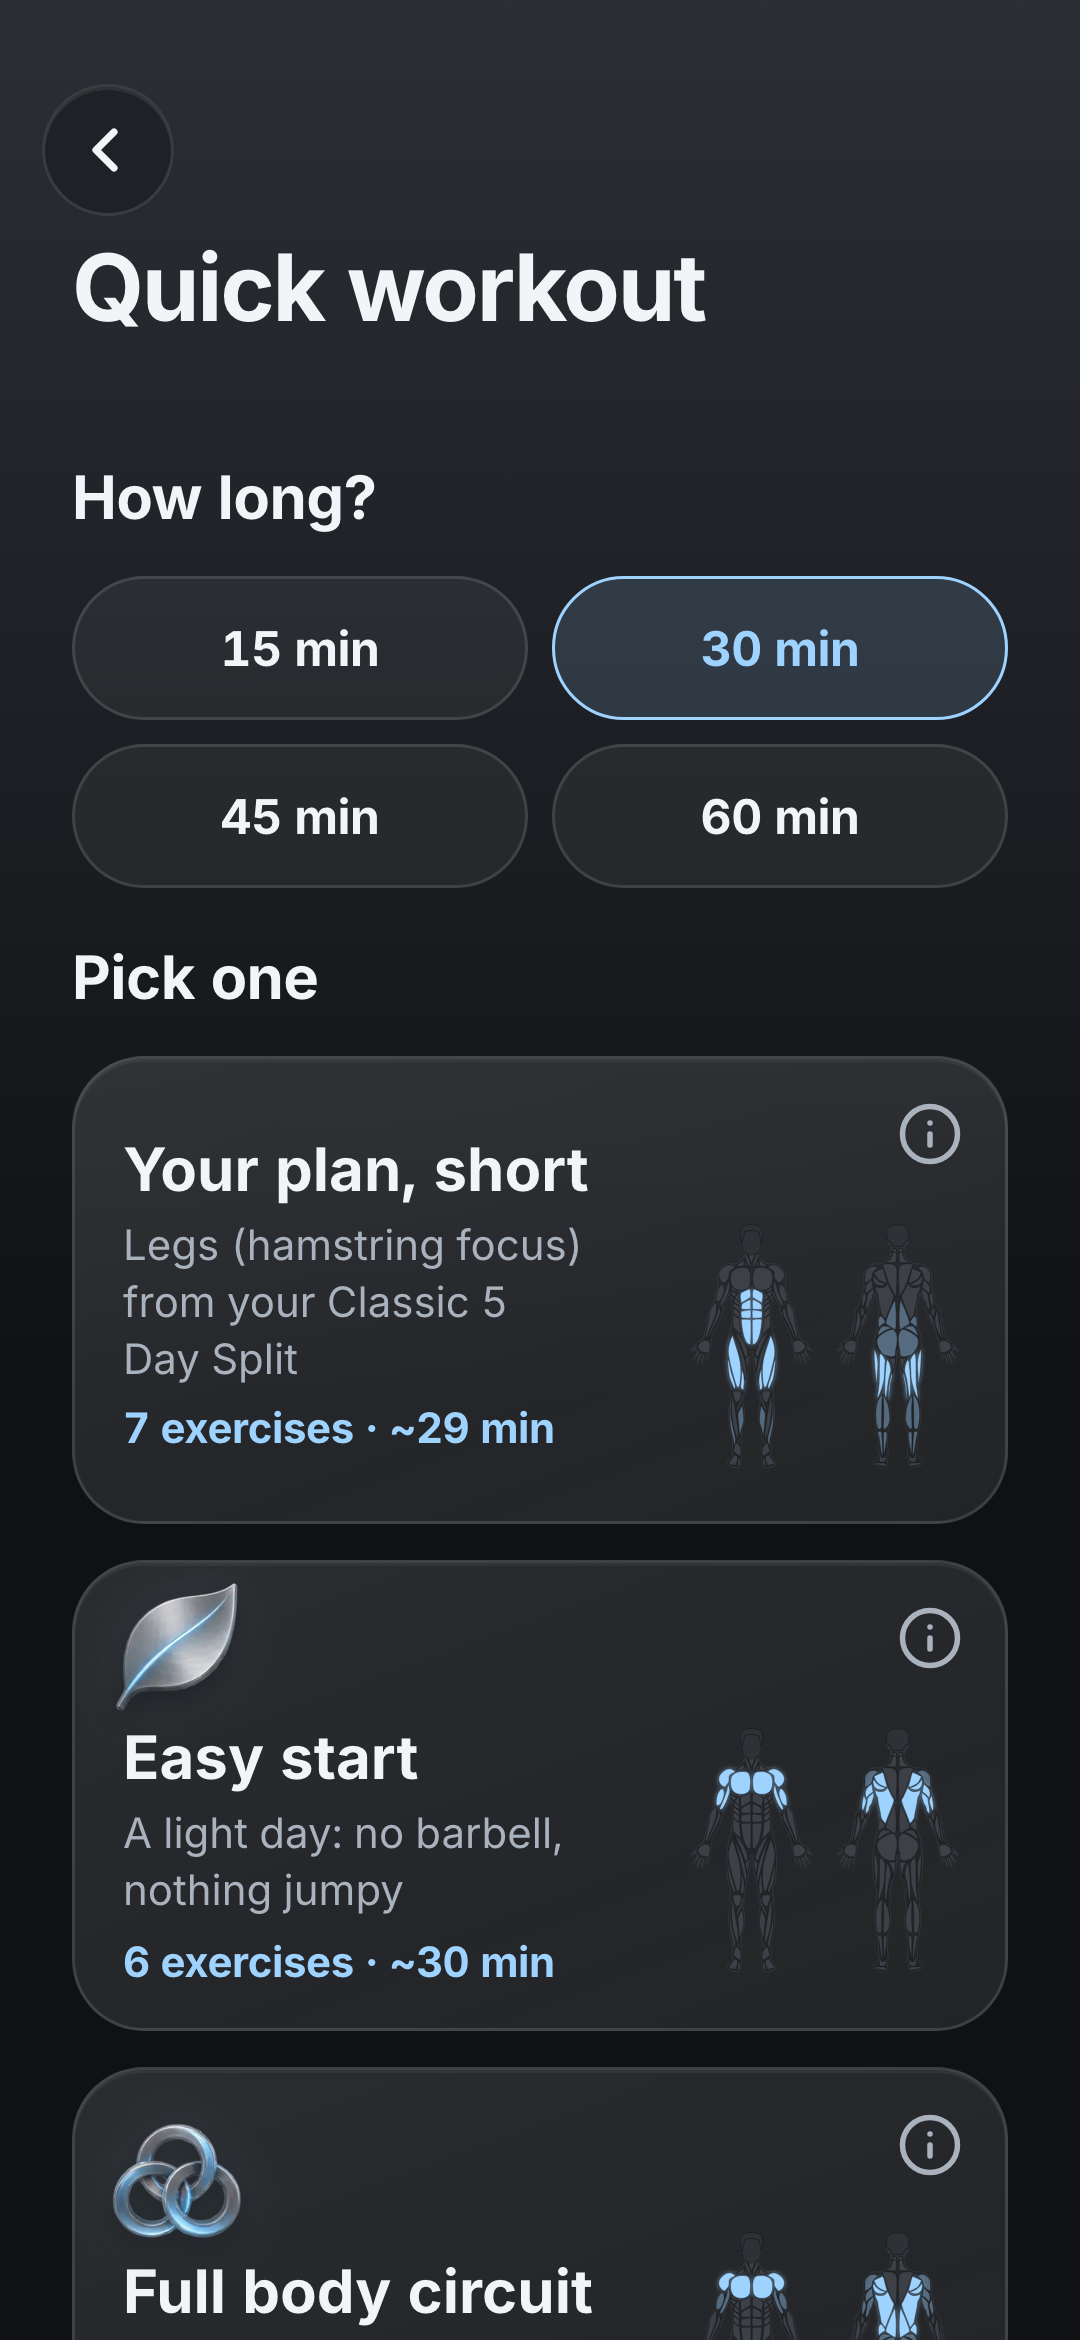 Quick workout
How long?
15 min
30 min
45 min
60 min
Pick one
Your plan, short
Legs (hamstring focus)
from your Classic 5
Day Split
7 exercises · ~29 min
Easy start
A light day: no barbell,
nothing jumpy
6 exercises · ~30 min
Full body circuit